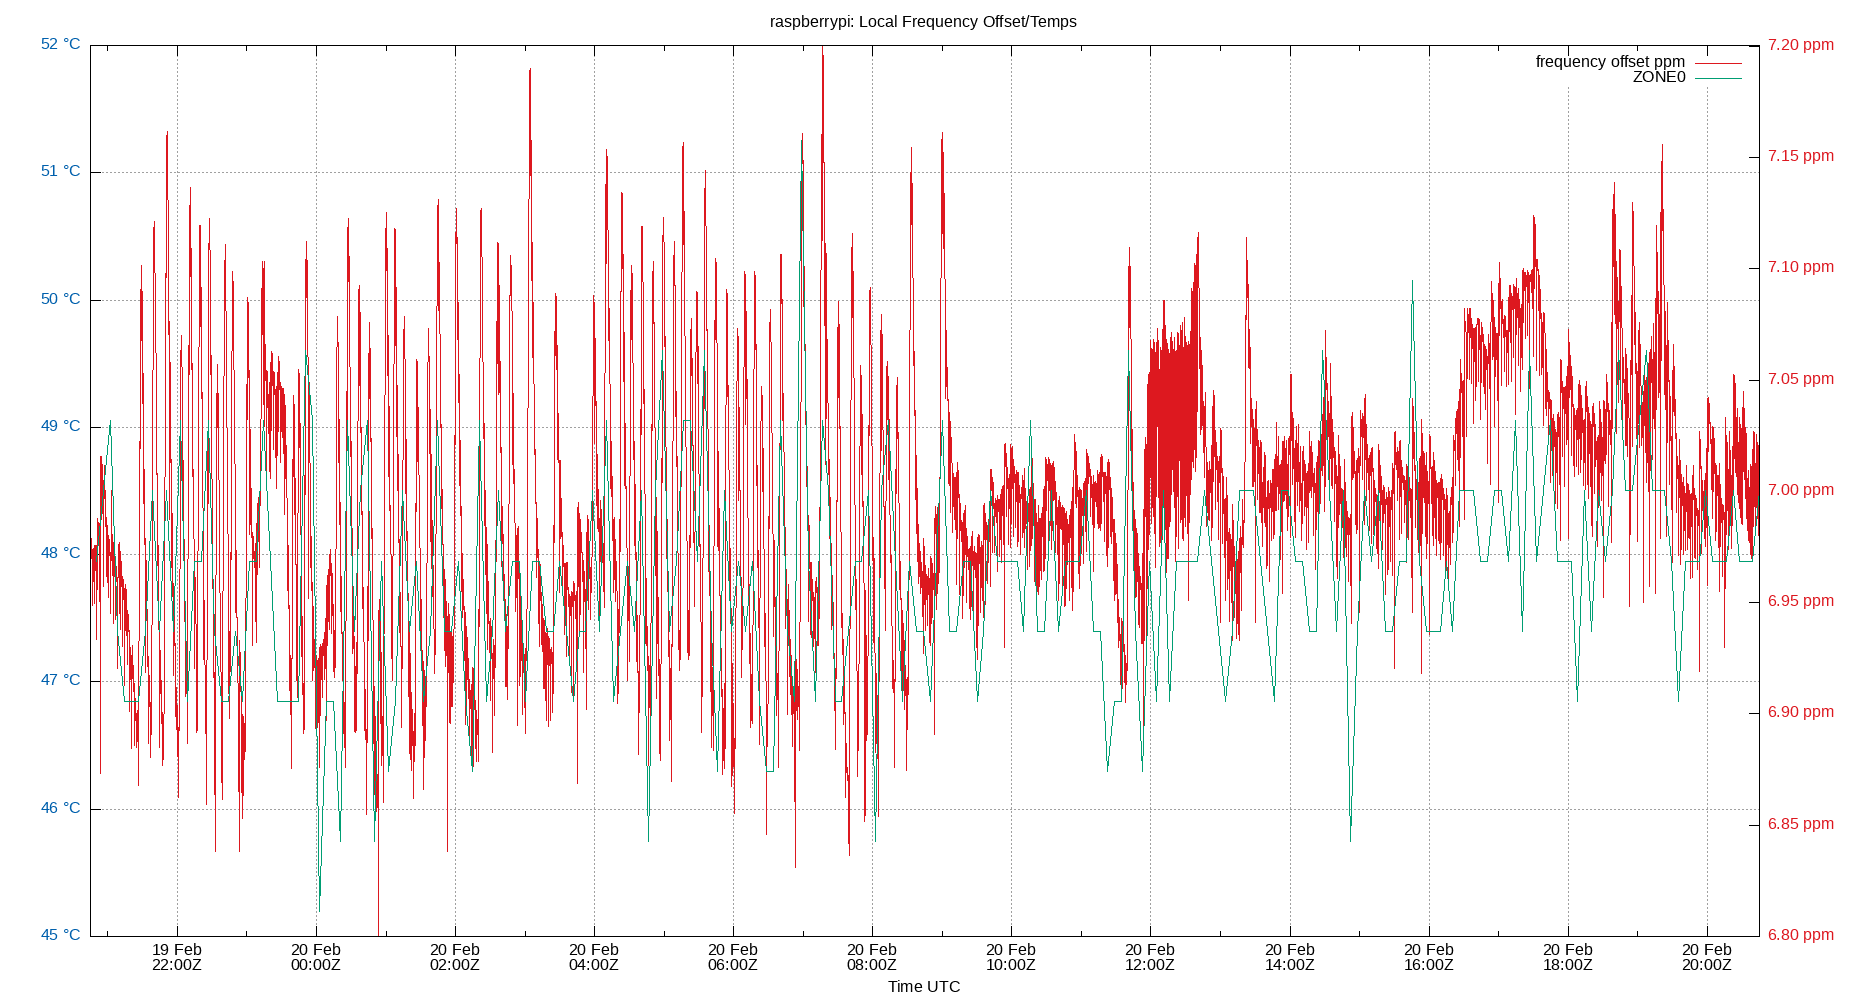 raspberrypi: Local Frequency Offset/Temps
52 °C
51 °C
50 °C
49 °C
48 °C
47 °C
46 °C
45 °C
7.20 ppm
7.15 ppm
7.10 ppm
7.05 ppm
7.00 ppm
6.95 ppm
6.90 ppm
6.85 ppm
6.80 ppm
frequency offset ppm
ZONE0
19 Feb
22:00Z
20 Feb
00:00Z
20 Feb
02:00Z
20 Feb
04:00Z
20 Feb
06:00Z
20 Feb
08:00Z
20 Feb
10:00Z
20 Feb
12:00Z
20 Feb
14:00Z
20 Feb
16:00Z
20 Feb
18:00Z
20 Feb
20:00Z
Time UTC